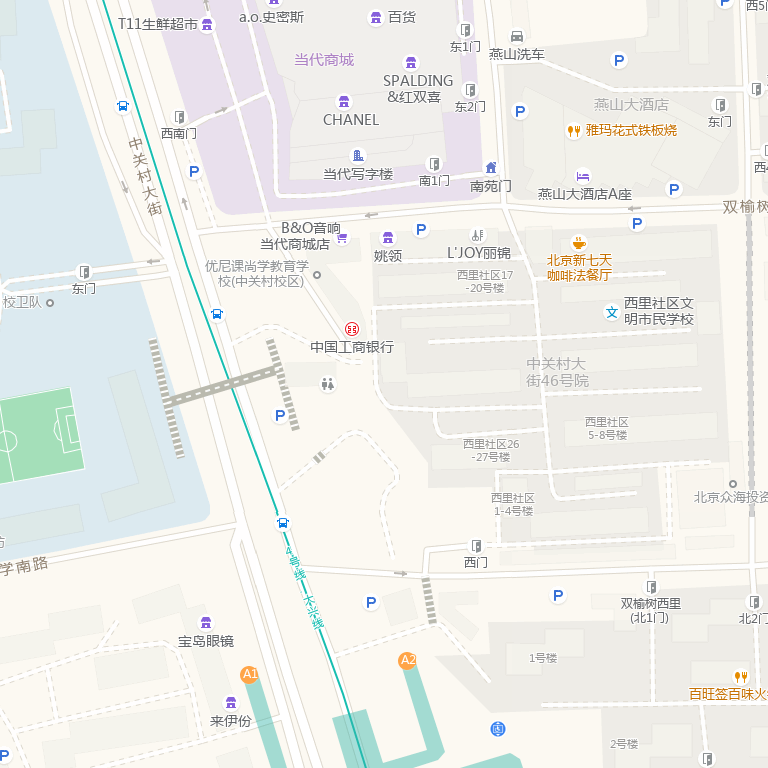 T11生鲜超市
a.o.史密斯
百货
东1门
燕山洗车
西5
当代商城
SPALDING
&红双喜
东2门
CHANEL
燕山大酒店
东门
西南门
雅玛花式铁板烧
中关村大街
当代写字楼
南1门
南苑门
燕山大酒店A座
西4
双榆树
B&O音响
当代商城店
姚领
L'JOY丽锦
北京新七天
咖啡法餐厅
优尼课尚学教育学
校(中关村校区)
西里社区17
-20号楼
东门
校卫队
西里社区文
明市民学校
中国工商银行
中关村大
街46号院
西里社区
5-8号楼
西里社区26
-27号楼
西里社区
1-4号楼
北京众海投资
学南路
4号线
大兴线
西门
双榆树西里
(北1门)
北2门
宝岛眼镜
A1
A2
1号楼
来伊份
百旺签百味火
2号楼